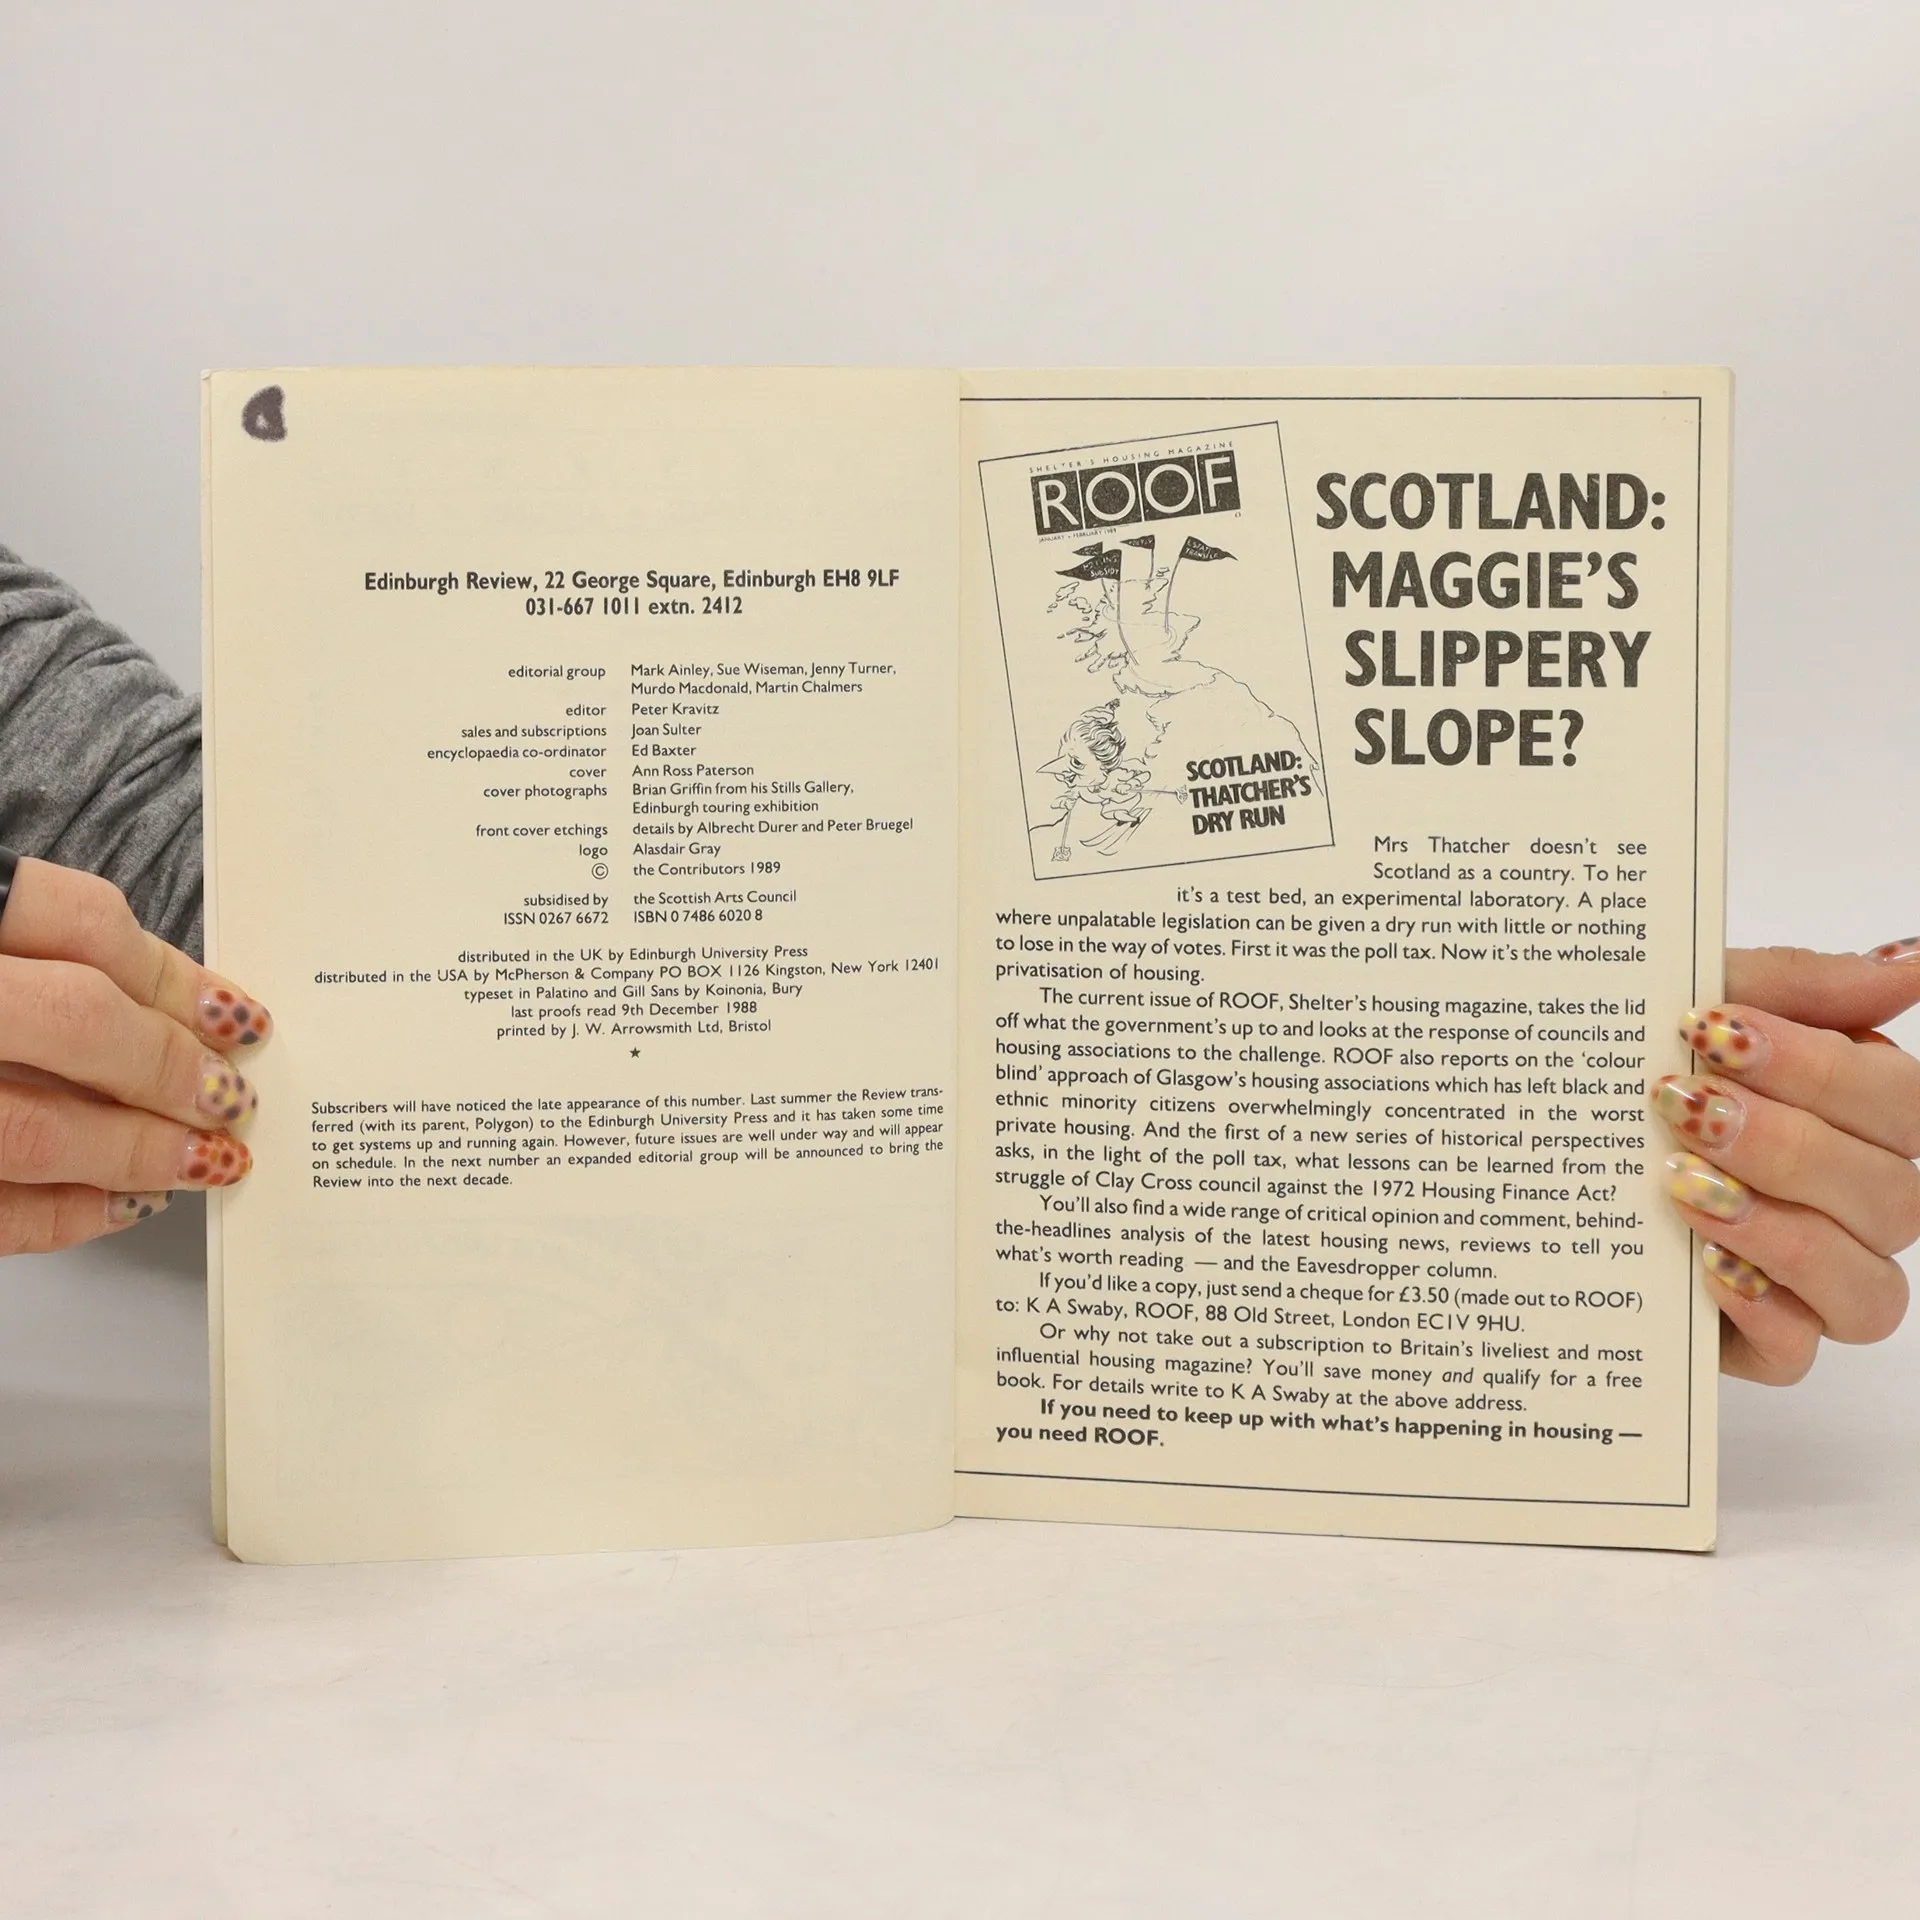 Edinburgh Review, 22 George Square, Edinburgh EH8 9LF
031-667 1011 extn. 2412
editorial group Mark Ainley, Sue Wiseman, Jenny Turner,
Murdo Macdonald, Martin Chalmers
editor Peter Kravitz
sales and subscriptions Joan Sulter
encyclopaedia co-ordinator Ed Baxter
cover Ann Ross Paterson
cover photographs Brian Griffin from his Stills Gallery,
Edinburgh touring exhibition
front cover etchings details by Albrecht Durer and Peter Bruegel
logo Alasdair Gray
© the Contributors 1989
subsidised by the Scottish Arts Council
ISSN 0267 6672 ISBN 0 7486 6020 8
distributed in the UK by Edinburgh University Press
distributed in the USA by McPherson & Company PO BOX 1126 Kingston, New York 12401
typeset in Palatino and Gill Sans by Koinonia, Bury
last proofs read 9th December 1988
printed by J. W. Arrowsmith Ltd, Bristol
★
Subscribers will have noticed the late appearance of this number. Last summer the Review trans-
ferred (with its parent, Polygon) to the Edinburgh University Press and it has taken some time
to get systems up and running again. However, future issues are well under way and will appear
on schedule. In the next number an expanded editorial group will be announced to bring the
Review into the next decade.
SHELTER'S HOUSING MAGAZINE
ROOF
JANUARY + FEBRUARY 1989
SUBSIDY
ESTATE
TRANSFER
SCOTLAND:
THATCHER'S
DRY RUN
SCOTLAND:
MAGGIE'S
SLIPPERY
SLOPE?
Mrs Thatcher doesn't see
Scotland as a country. To her
it's a test bed, an experimental laboratory. A place
where unpalatable legislation can be given a dry run with little or nothing
to lose in the way of votes. First it was the poll tax. Now it's the wholesale
privatisation of housing.
The current issue of ROOF, Shelter's housing magazine, takes the lid
off what the government's up to and looks at the response of councils and
housing associations to the challenge. ROOF also reports on the 'colour
blind' approach of Glasgow's housing associations which has left black and
ethnic minority citizens overwhelmingly concentrated in the worst
private housing. And the first of a new series of historical perspectives
asks, in the light of the poll tax, what lessons can be learned from the
struggle of Clay Cross council against the 1972 Housing Finance Act?
You'll also find a wide range of critical opinion and comment, behind-
the-headlines analysis of the latest housing news, reviews to tell you
what's worth reading — and the Eavesdropper column.
If you'd like a copy, just send a cheque for £3.50 (made out to ROOF)
to: K A Swaby, ROOF, 88 Old Street, London EC1V 9HU.
Or why not take out a subscription to Britain's liveliest and most
influential housing magazine? You'll save money and qualify for a free
book. For details write to K A Swaby at the above address.
If you need to keep up with what's happening in housing —
you need ROOF.